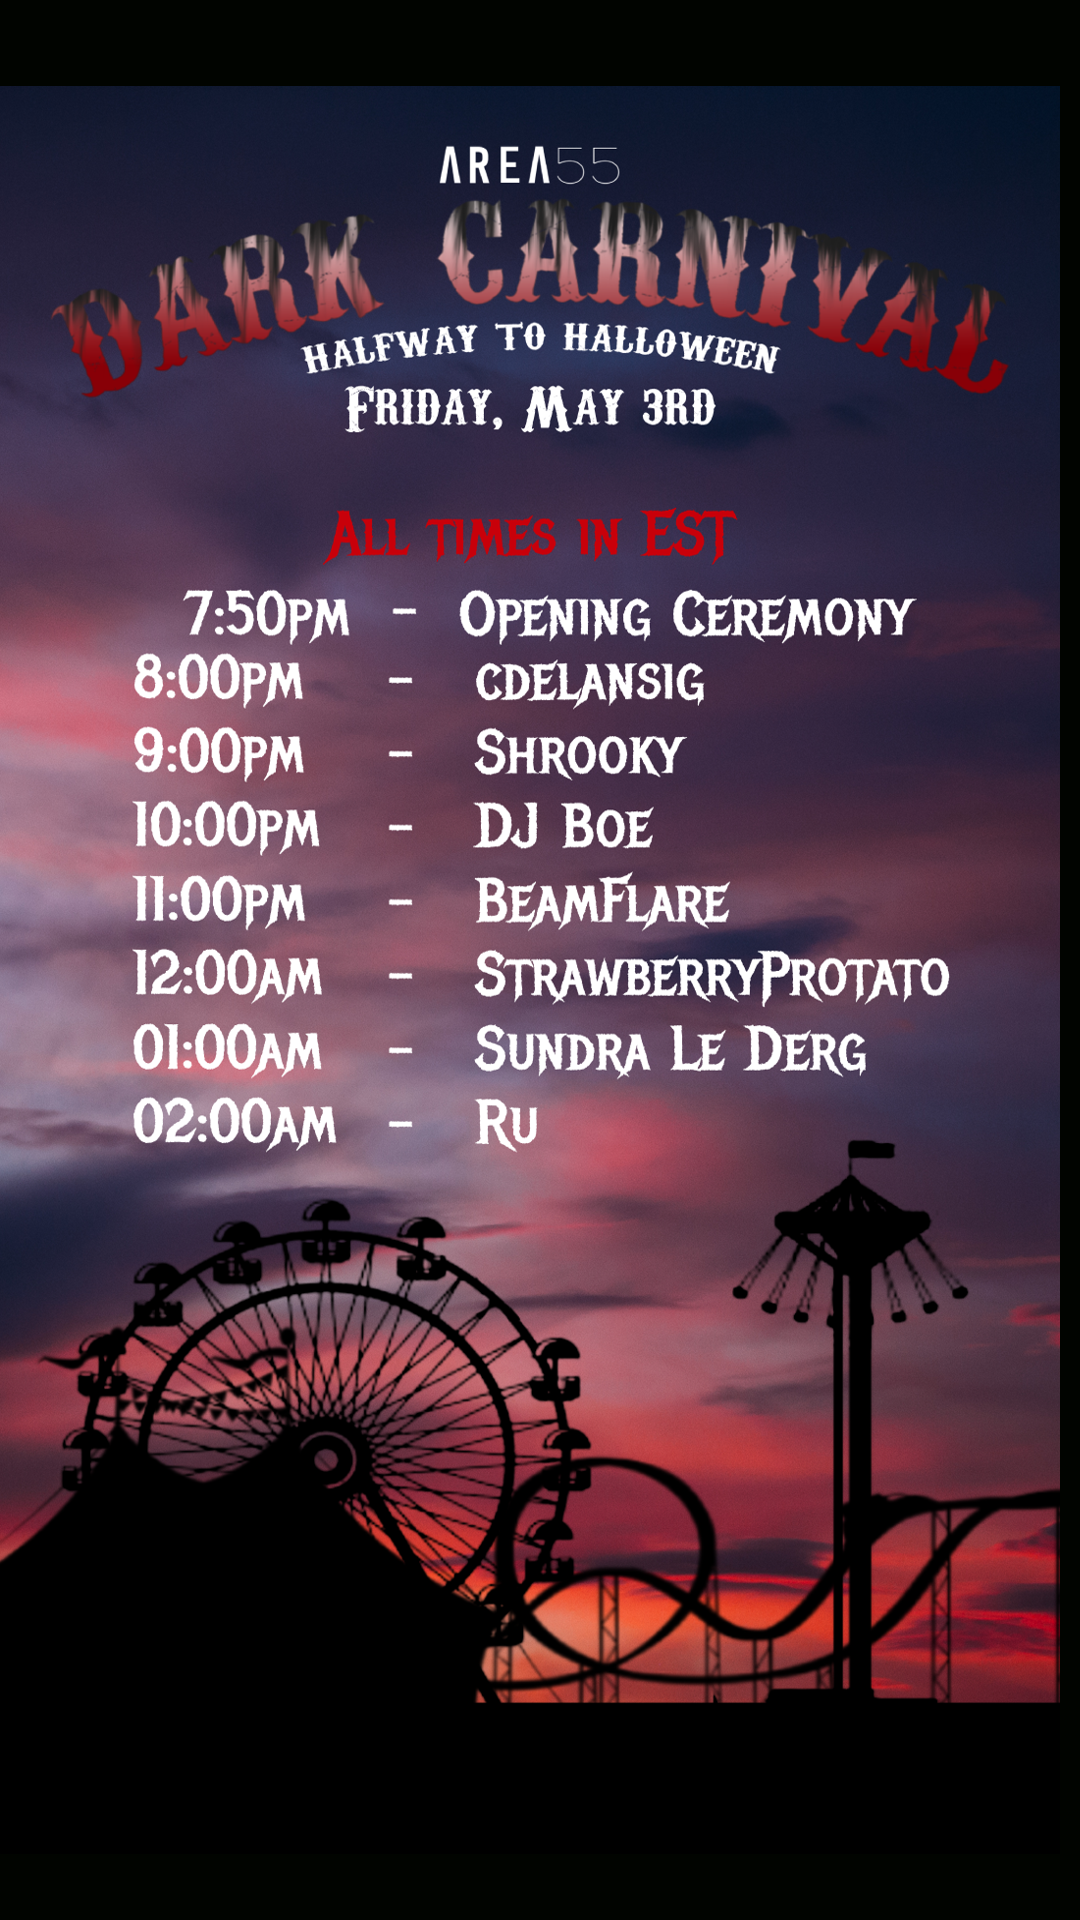 AREA55
DARK CARNIVAL
HALFWAY TO HALLOWEEN
FRIDAY, MAY 3RD
ALL TIMES IN EST
7:50PM - OPENING CEREMONY
8:00PM - CDELANSIG
9:00PM - SHROOKY
10:00PM - DJ BOE
11:00PM - BEAMFLARE
12:00AM - STRAWBERRYPROTATO
01:00AM - SUNDRA LE DERG
02:00AM - RU